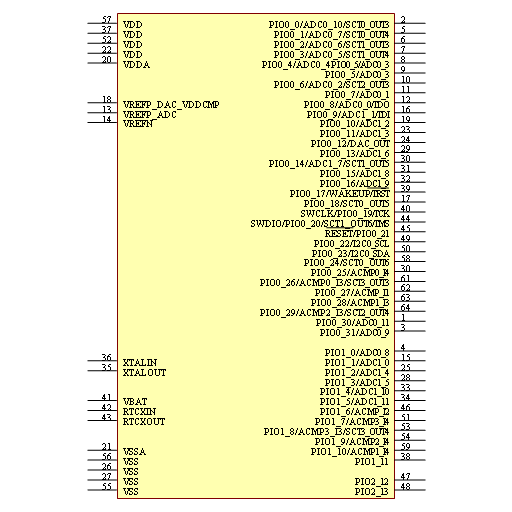 57 VDD
37 VDD
52 VDD
22 VDD
20 VDDA
18 VREFP_DAC_VDDCMP
13 VREFP_ADC
14 VREFN
36 XTALIN
35 XTALOUT
41 VBAT
42 RTCXIN
43 RTCXOUT
21 VSSA
56 VSS
26 VSS
27 VSS
55 VSS
PIO0_0/ADC0_10/SCT0_OUT3 2
PIO0_1/ADC0_7/SCT0_OUT4 5
PIO0_2/ADC0_6/SCT1_OUT3 6
PIO0_3/ADC0_5/SCT1_OUT4 7
PIO0_4/ADC0_4PIO0_5/ADC0_3 8
PIO0_5/ADC0_3 9
PIO0_6/ADC0_2/SCT2_OUT3 10
PIO0_7/ADC0_1 11
PIO0_8/ADC0_0/TDO 12
PIO0_9/ADC1_1/TDI 16
PIO0_10/ADC1_2 19
PIO0_11/ADC1_3 23
PIO0_12/DAC_OUT 24
PIO0_13/ADC1_6 29
PIO0_14/ADC1_7/SCT1_OUT5 30
PIO0_15/ADC1_8 31
PIO0_16/ADC1_9 32
PIO0_17/WAKEUP/TRST 39
PIO0_18/SCT0_OUT5 17
SWCLK/PIO0_19/TCK 40
SWDIO/PIO0_20/SCT1_OUT6/TMS 44
RESET/PIO0_21 45
PIO0_22/I2C0_SCL 49
PIO0_23/I2C0_SDA 50
PIO0_24/SCT0_OUT6 58
PIO0_25/ACMP0_I4 60
PIO0_26/ACMP0_I3/SCT3_OUT3 61
PIO0_27/ACMP_I1 62
PIO0_28/ACMP1_I3 63
PIO0_29/ACMP2_I3/SCT2_OUT4 64
PIO0_30/ADC0_11 1
PIO0_31/ADC0_9 3
PIO1_0/ADC0_8 4
PIO1_1/ADC1_0 15
PIO1_2/ADC1_4 25
PIO1_3/ADC1_5 28
PIO1_4/ADC1_10 33
PIO1_5/ADC1_11 34
PIO1_6/ACMP_I2 46
PIO1_7/ACMP3_I4 51
PIO1_8/ACMP3_I3/SCT3_OUT4 53
PIO1_9/ACMP2_I4 54
PIO1_10/ACMP1_I4 59
PIO1_11 38
PIO2_12 47
PIO2_13 48